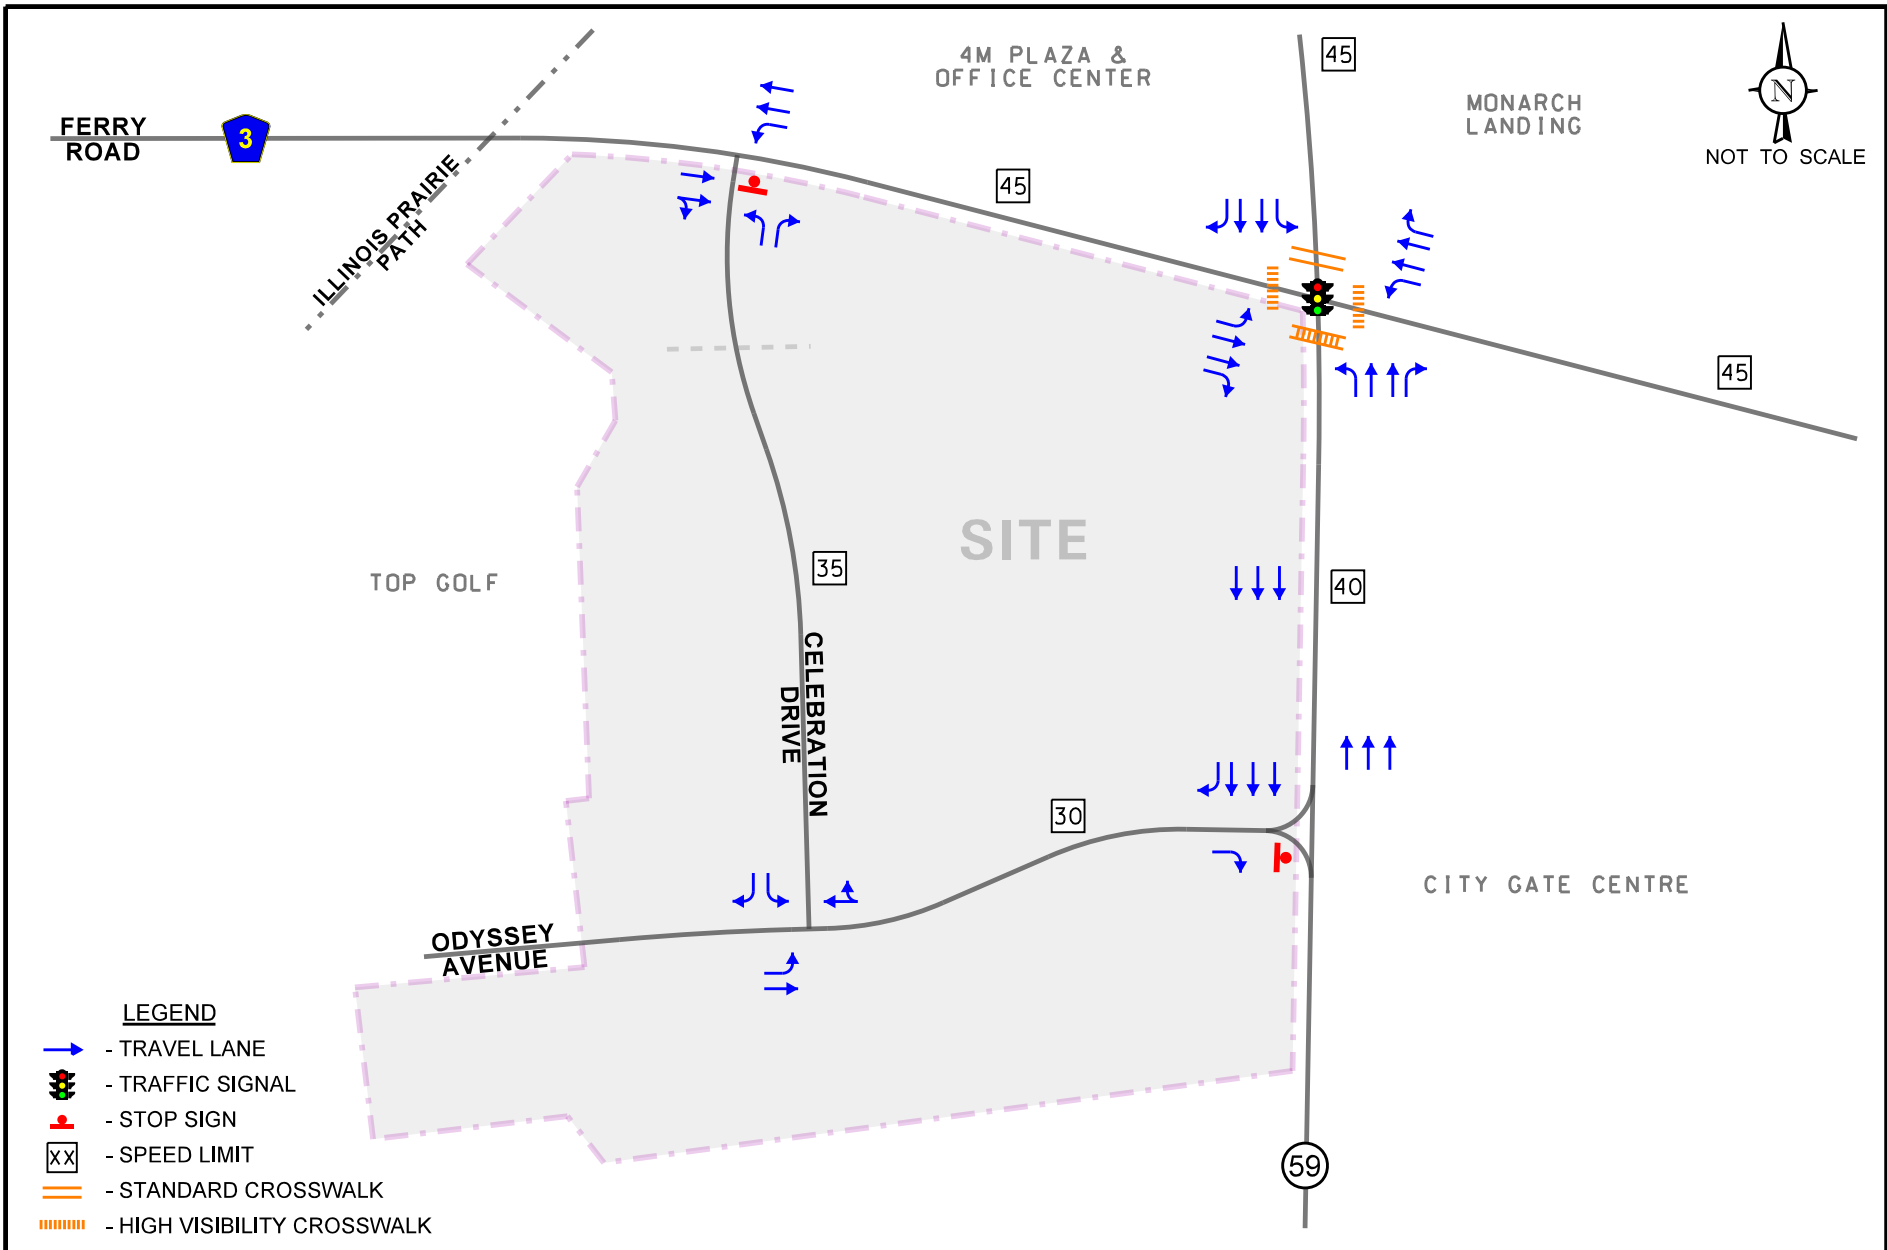 4M PLAZA &
OFFICE CENTER
45
MONARCH
LANDING
N
NOT TO SCALE
FERRY
ROAD
3
ILLINOIS PRAIRIE
PATH
45
45
SITE
35
TOP GOLF
40
CELEBRATION
DRIVE
30
CITY GATE CENTRE
ODYSSEY
AVENUE
59
LEGEND
- TRAVEL LANE
- TRAFFIC SIGNAL
- STOP SIGN
XX - SPEED LIMIT
- STANDARD CROSSWALK
- HIGH VISIBILITY CROSSWALK